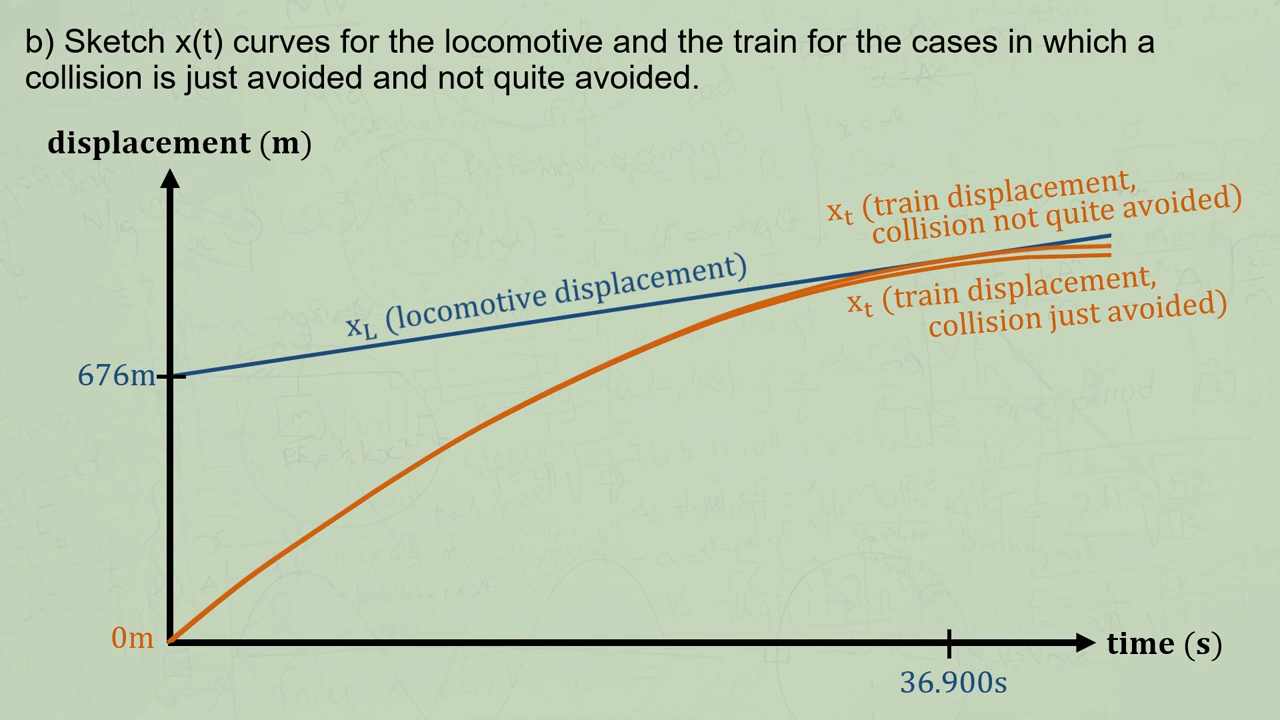 b) Sketch x(t) curves for the locomotive and the train for the cases in which a
collision is just avoided and not quite avoided.
displacement (m)
xₜ (train displacement,
collision not quite avoided)
x_L (locomotive displacement)
xₜ (train displacement,
collision just avoided)
676m
0m
time (s)
36.900s